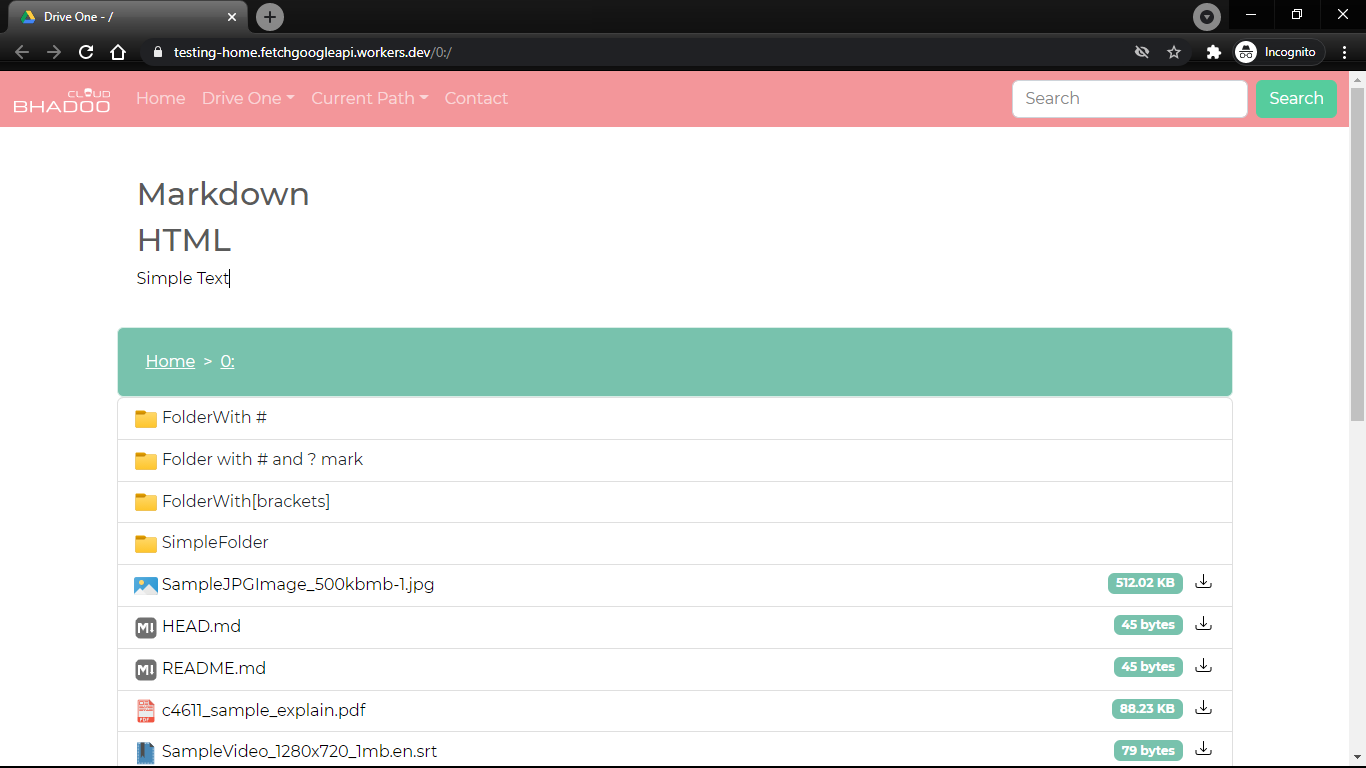 Drive One - /
testing-home.fetchgoogleapi.workers.dev/0:/
Incognito
CLOUD
BHADOO
Home Drive One Current Path Contact
Search Search
Markdown
HTML
Simple Text
Home > 0:
FolderWith #
Folder with # and ? mark
FolderWith[brackets]
SimpleFolder
SampleJPGImage_500kbmb-1.jpg 512.02 KB
HEAD.md 45 bytes
README.md 45 bytes
c4611_sample_explain.pdf 88.23 KB
SampleVideo_1280x720_1mb.en.srt 79 bytes